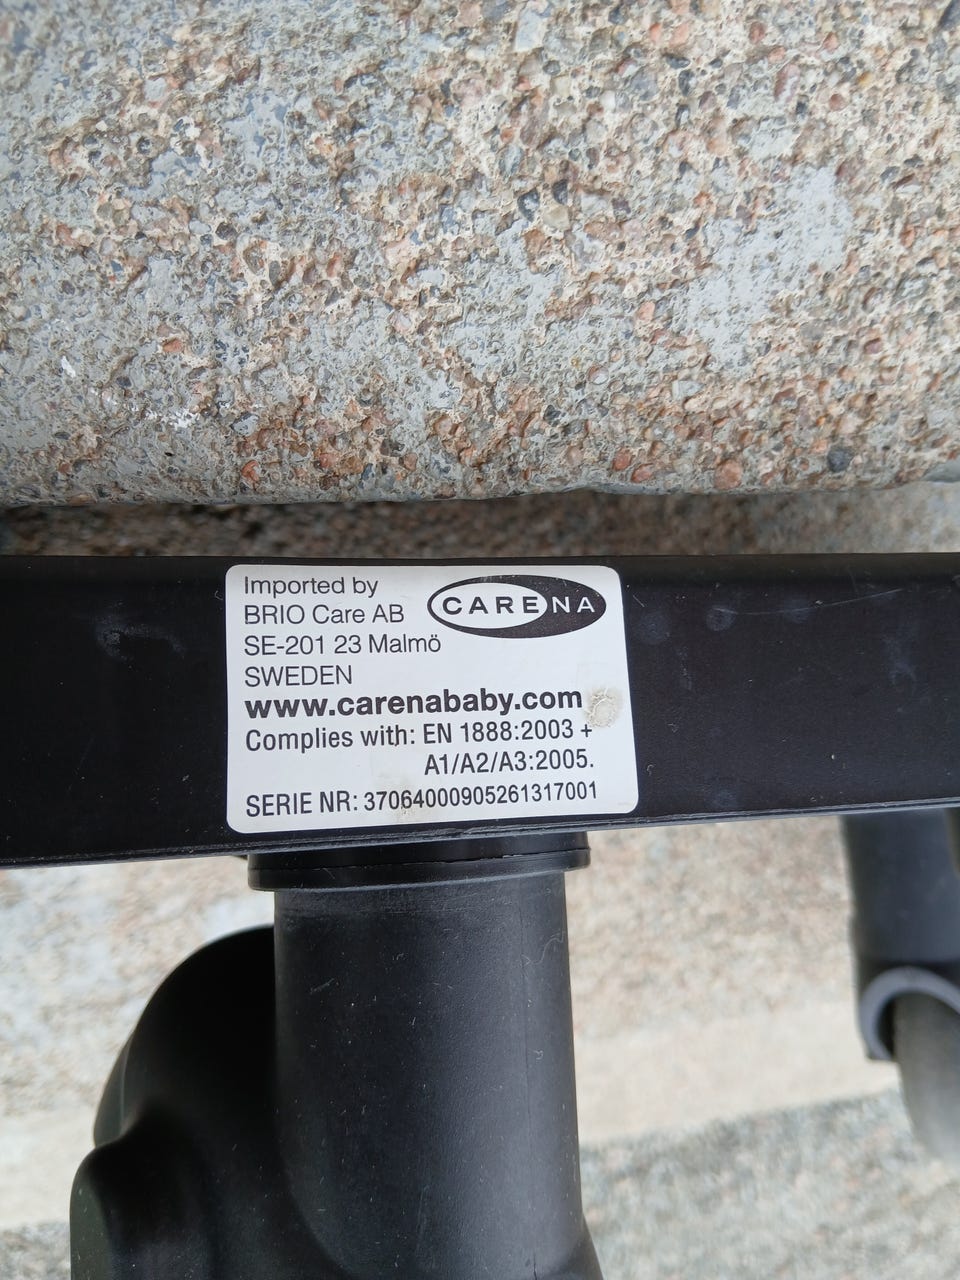 Imported by
BRIO Care AB
SE-201 23 Malmö
SWEDEN
CARENA
www.carenababy.com
Complies with: EN 1888:2003 +
A1/A2/A3:2005.
SERIE NR: 37064000905261317001